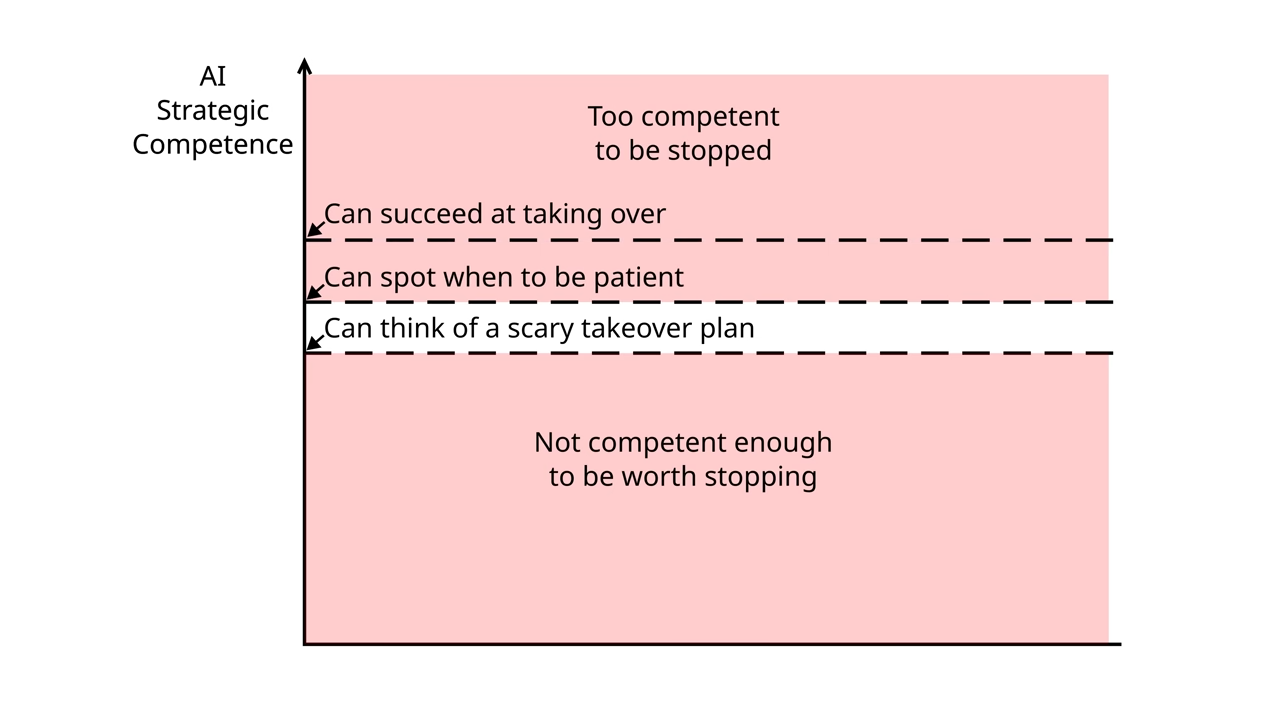 AI
Strategic
Competence
Too competent
to be stopped
Can succeed at taking over
Can spot when to be patient
Can think of a scary takeover plan
Not competent enough
to be worth stopping